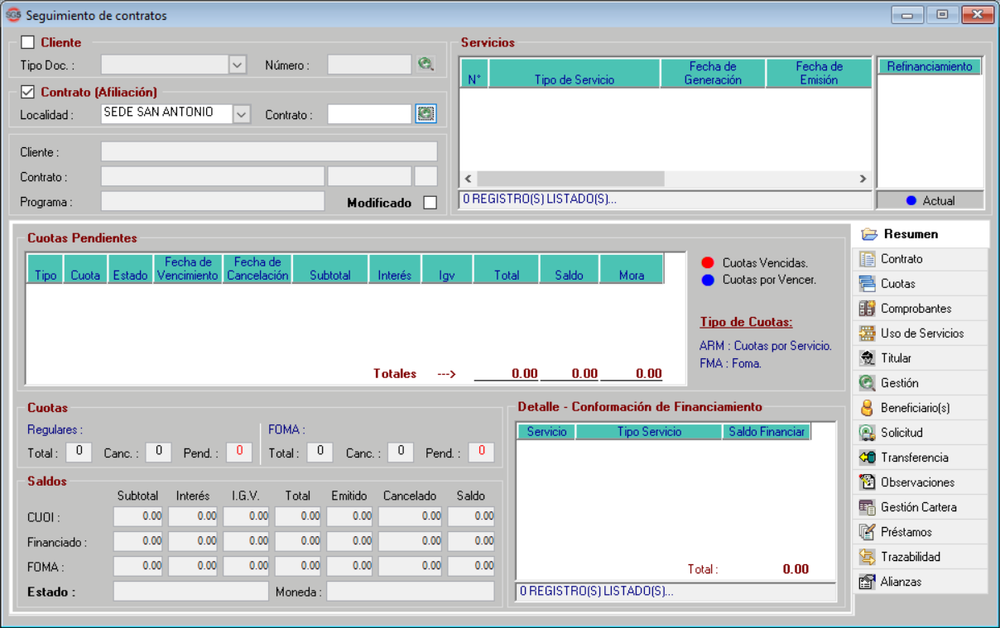 SG5 Seguimiento de contratos
Cliente
Tipo Doc. : Número :
Contrato (Afiliación)
Localidad : SEDE SAN ANTONIO Contrato :
Cliente :
Contrato :
Programa : Modificado
Servicios
N° Tipo de Servicio Fecha de Generación Fecha de Emisión
0 REGISTRO(S) LISTADO(S)...
Refinanciamiento
Actual
Cuotas Pendientes
Tipo Cuota Estado Fecha de Vencimiento Fecha de Cancelación Subtotal Interés Igv Total Saldo Mora
Totales ---> 0.00 0.00 0.00
Cuotas Vencidas.
Cuotas por Vencer.
Tipo de Cuotas:
ARM : Cuotas por Servicio.
FMA : Foma.
Cuotas
Regulares : FOMA :
Total : 0 Canc. : 0 Pend. : 0 Total : 0 Canc. : 0 Pend. : 0
Saldos
Subtotal Interés I.G.V. Total Emitido Cancelado Saldo
CUOI : 0.00 0.00 0.00 0.00 0.00 0.00 0.00
Financiado : 0.00 0.00 0.00 0.00 0.00 0.00 0.00
FOMA : 0.00 0.00 0.00 0.00 0.00 0.00 0.00
Estado : Moneda :
Detalle - Conformación de Financiamiento
Servicio Tipo Servicio Saldo Financiar
Total : 0.00
0 REGISTRO(S) LISTADO(S)...
Resumen
Contrato
Cuotas
Comprobantes
Uso de Servicios
Titular
Gestión
Beneficiario(s)
Solicitud
Transferencia
Observaciones
Gestión Cartera
Préstamos
Trazabilidad
Alianzas